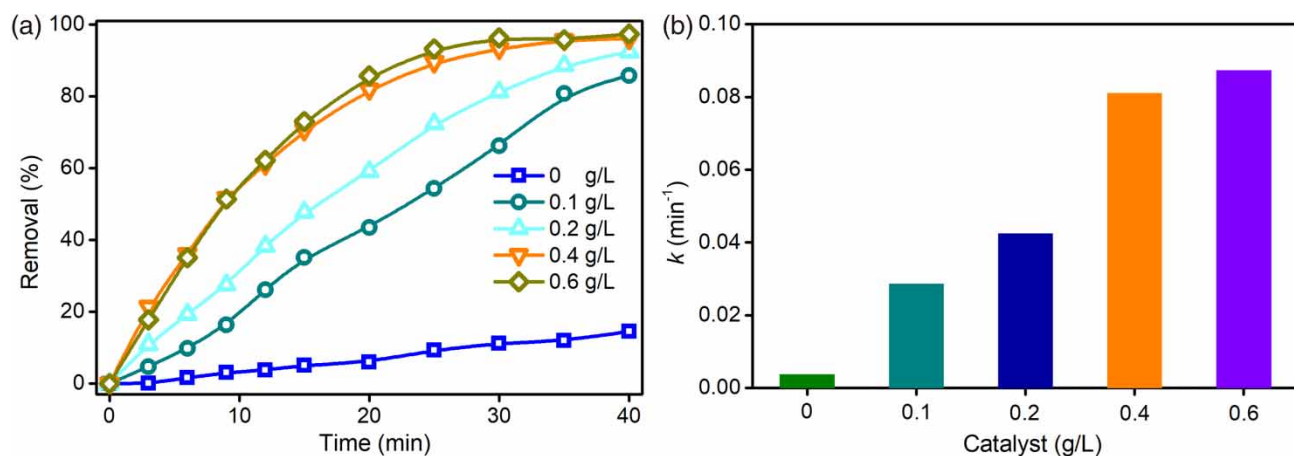 (a)
100
80
60
40
20
0
Removal (%)
0 g/L
0.1 g/L
0.2 g/L
0.4 g/L
0.6 g/L
0 10 20 30 40
Time (min)
(b)
0.10
0.08
0.06
0.04
0.02
0.00
k (min⁻¹)
0 0.1 0.2 0.4 0.6
Catalyst (g/L)